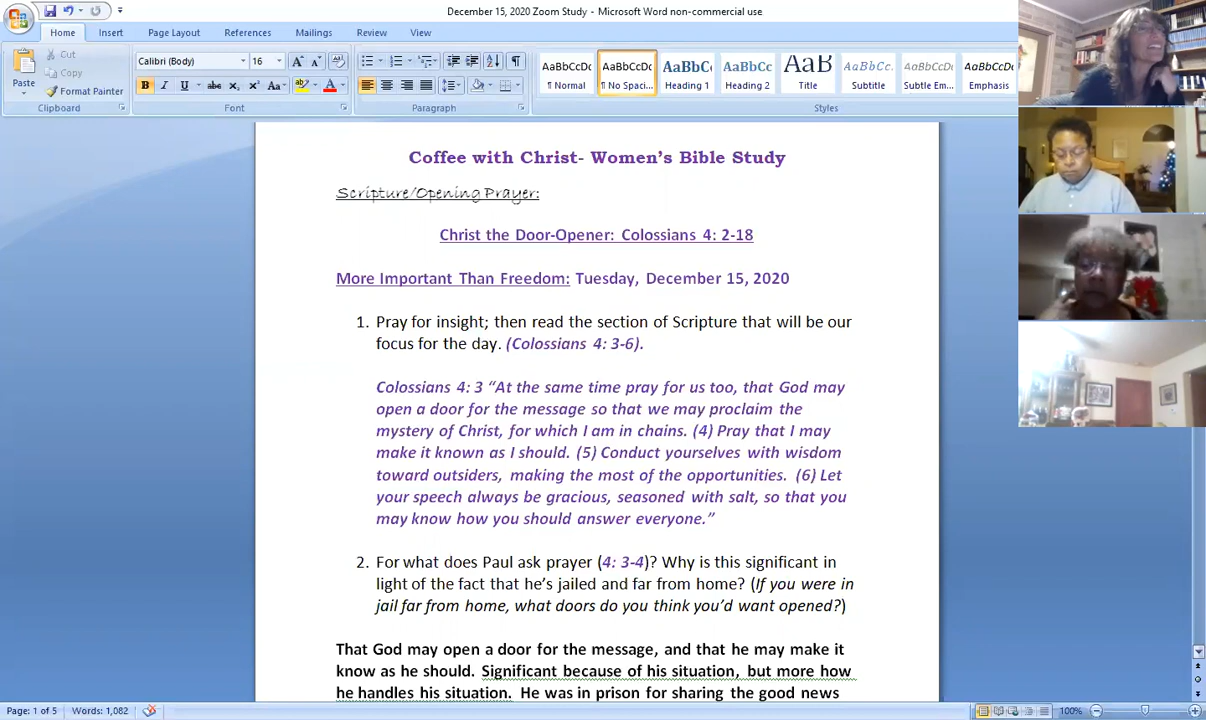 December 15, 2020 Zoom Study - Microsoft Word non-commercial use
Home Insert Page Layout References Mailings Review View
Paste
Cut
Copy
Format Painter
Clipboard
Calibri (Body) 16
Font
Paragraph
AaBbCcDc AaBbCcDc AaBbC AaBbCc AaB AaBbCcDc AaBbCcDc AaBbCcDc
¶ Normal ¶ No Spaci... Heading 1 Heading 2 Title Subtitle Subtle Em... Emphasis
Styles
Coffee with Christ- Women's Bible Study
Scripture/Opening Prayer:
Christ the Door-Opener: Colossians 4: 2-18
More Important Than Freedom: Tuesday, December 15, 2020
1. Pray for insight; then read the section of Scripture that will be our
focus for the day. (Colossians 4: 3-6).
Colossians 4: 3 “At the same time pray for us too, that God may
open a door for the message so that we may proclaim the
mystery of Christ, for which I am in chains. (4) Pray that I may
make it known as I should. (5) Conduct yourselves with wisdom
toward outsiders, making the most of the opportunities. (6) Let
your speech always be gracious, seasoned with salt, so that you
may know how you should answer everyone.”
2. For what does Paul ask prayer (4: 3-4)? Why is this significant in
light of the fact that he’s jailed and far from home? (If you were in
jail far from home, what doors do you think you’d want opened?)
That God may open a door for the message, and that he may make it
know as he should. Significant because of his situation, but more how
he handles his situation. He was in prison for sharing the good news
Page: 1 of 5 Words: 1,082 100%